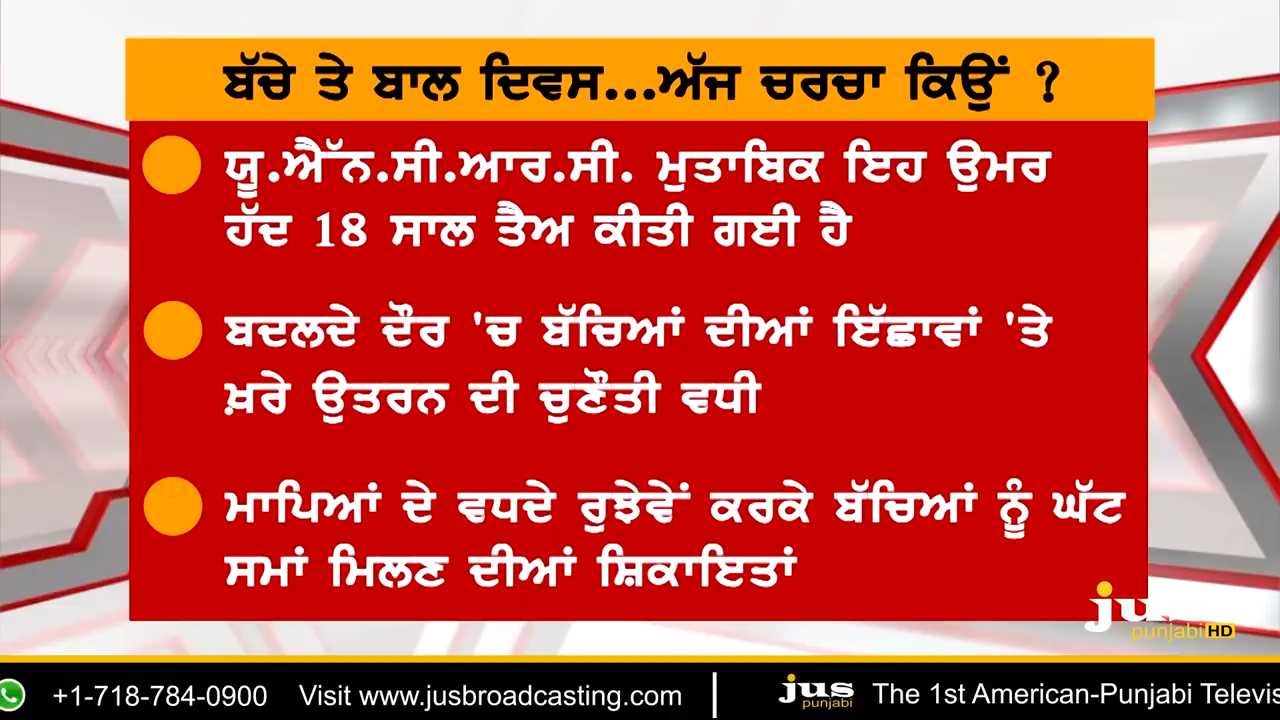 ਬੱਚੇ ਤੇ ਬਾਲ ਦਿਵਸ...ਅੱਜ ਚਰਚਾ ਕਿਉਂ ?
ਯੂ.ਐੱਨ.ਸੀ.ਆਰ.ਸੀ. ਮੁਤਾਬਿਕ ਇਹ ਉਮਰ
ਹੱਦ 18 ਸਾਲ ਤੈਅ ਕੀਤੀ ਗਈ ਹੈ
ਬਦਲਦੇ ਦੌਰ 'ਚ ਬੱਚਿਆਂ ਦੀਆਂ ਇੱਛਾਵਾਂ 'ਤੇ
ਖ਼ਰੇ ਉਤਰਨ ਦੀ ਚੁਣੌਤੀ ਵਧੀ
ਮਾਪਿਆਂ ਦੇ ਵਧਦੇ ਰੁਝੇਵੇਂ ਕਰਕੇ ਬੱਚਿਆਂ ਨੂੰ ਘੱਟ
ਸਮਾਂ ਮਿਲਣ ਦੀਆਂ ਸ਼ਿਕਾਇਤਾਂ
jus
punjabi HD
+1-718-784-0900 Visit www.jusbroadcasting.com | jus punjabi The 1st American-Punjabi Televis